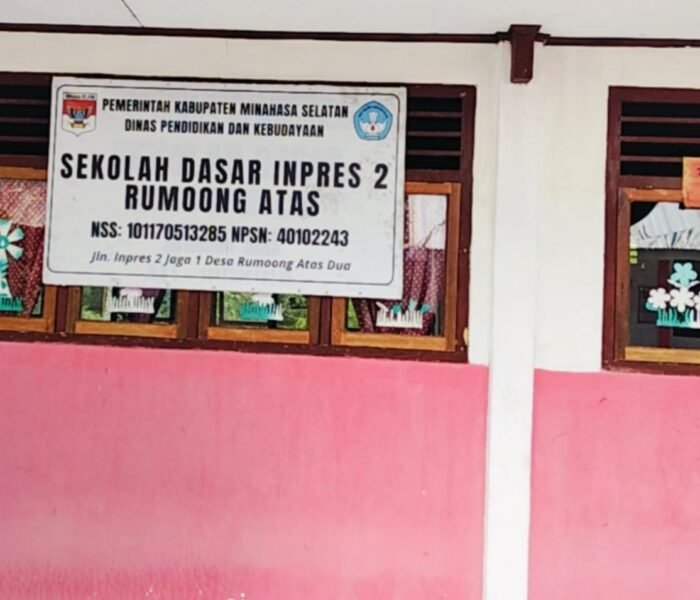 PEMERINTAH KABUPATEN MINAHASA SELATAN
DINAS PENDIDIKAN DAN KEBUDAYAAN
SEKOLAH DASAR INPRES 2
RUMOONG ATAS
NSS: 101170513285 NPSN: 40102243
Jln. Inpres 2 Jaga 1 Desa Rumoong Atas Dua